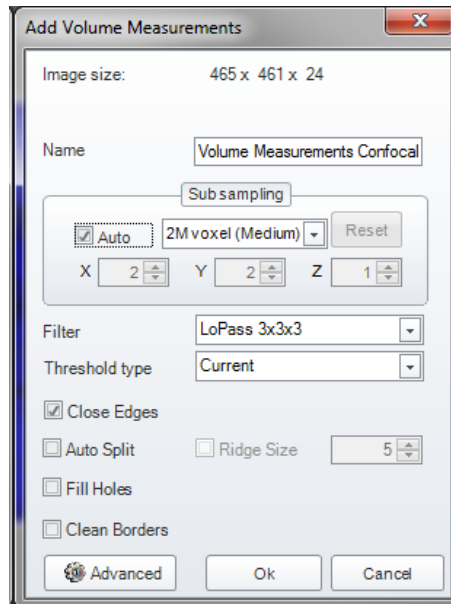 Add Volume Measurements
Image size: 465 x 461 x 24
Name Volume Measurements Confocal
Sub sampling
Auto 2M voxel (Medium) Reset
X 2 Y 2 Z 1
Filter LoPass 3x3x3
Threshold type Current
Close Edges
Auto Split Ridge Size 5
Fill Holes
Clean Borders
Advanced Ok Cancel